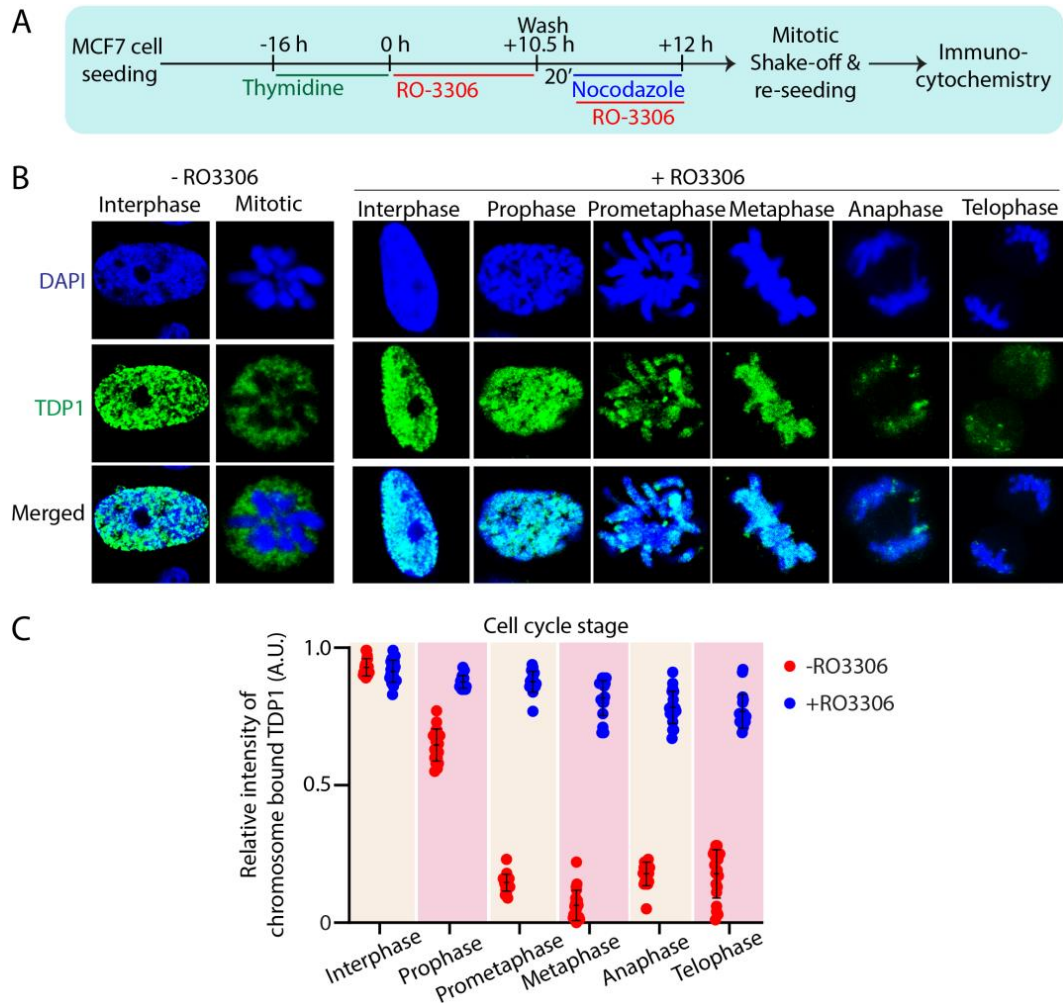 A
MCF7 cell
seeding
-16 h
0 h
Wash
+10.5 h
+12 h
Thymidine
RO-3306
20'
Nocodazole
RO-3306
Mitotic
Shake-off &
re-seeding
Immuno-
cytochemistry
B
- RO3306
+ RO3306
Interphase
Mitotic
Interphase
Prophase
Prometaphase
Metaphase
Anaphase
Telophase
DAPI
TDP1
Merged
C
Cell cycle stage
Relative intensity of
chromosome bound TDP1 (A.U.)
1.0
0.5
0
-RO3306
+RO3306
Interphase
Prophase
Prometaphase
Metaphase
Anaphase
Telophase